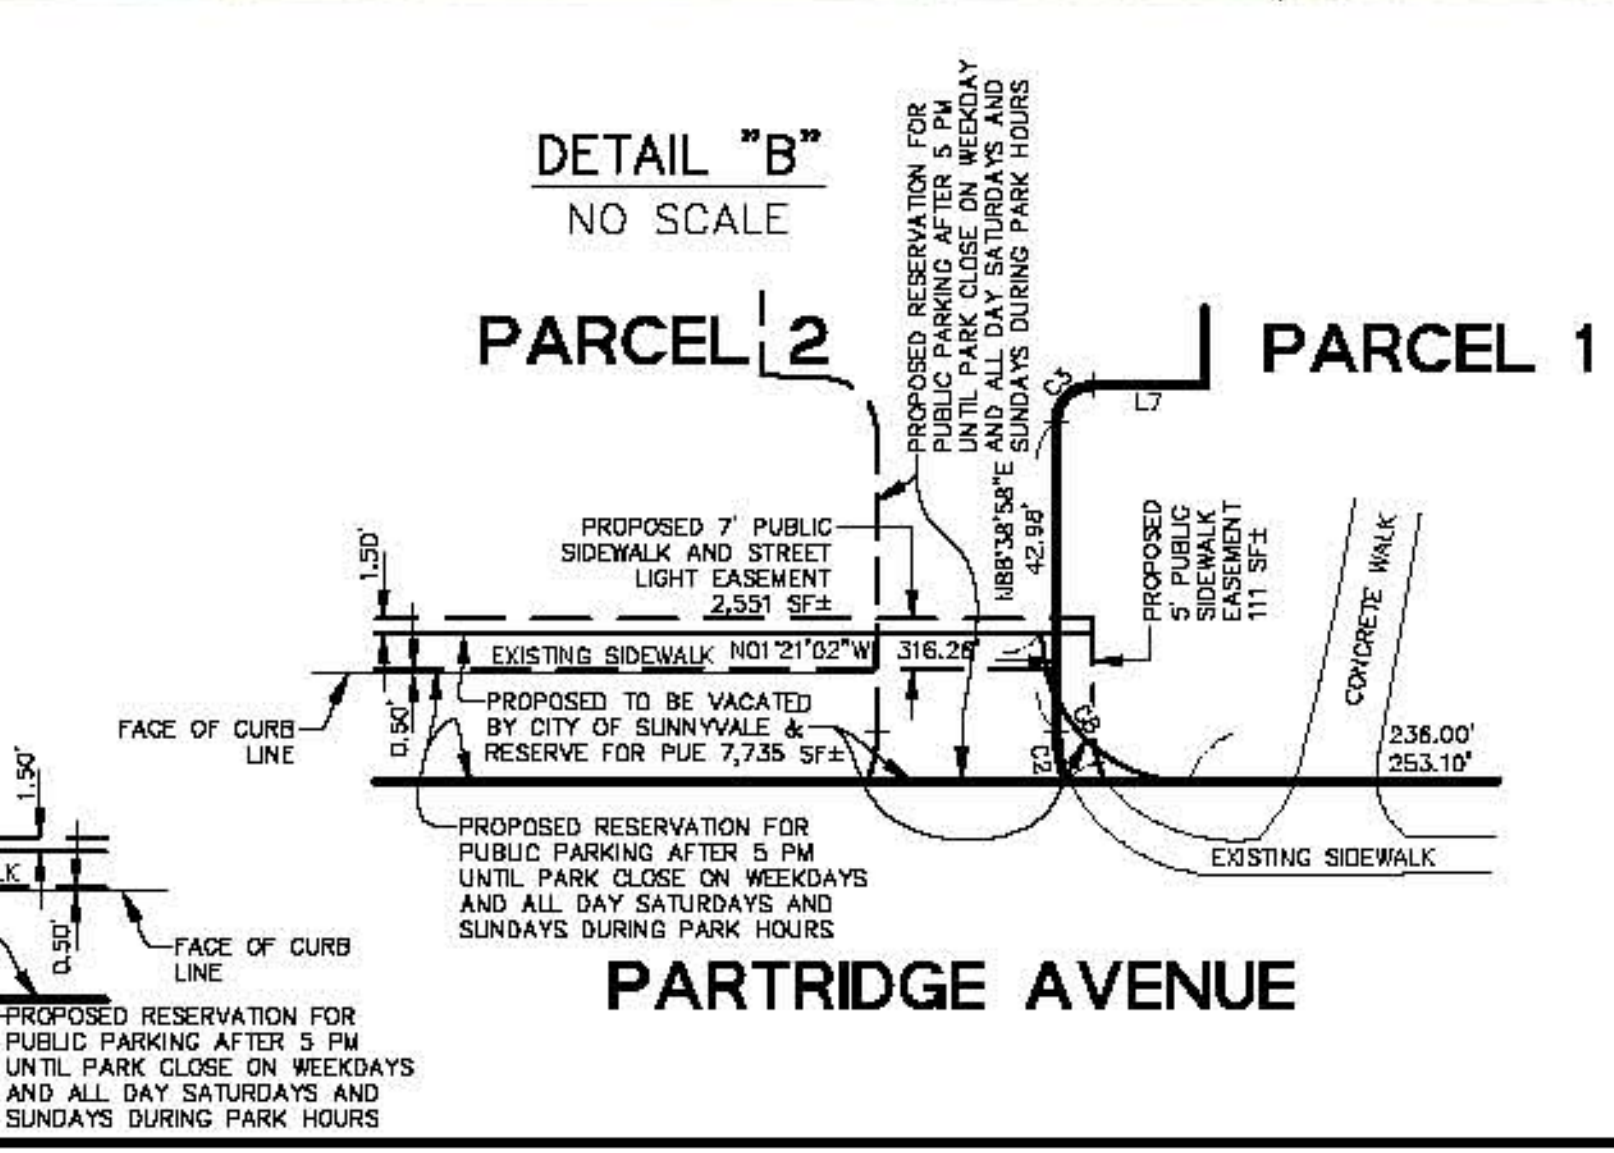 DETAIL "B"
NO SCALE
PROPOSED RESERVATION FOR
PUBLIC PARKING AFTER 5 PM
UNTIL PARK CLOSE ON WEEKDAY
AND ALL DAY SATURDAYS AND
SUNDAYS DURING PARK HOURS
PARCEL 2
PARCEL 1
C3
L7
N88°38'58"E
42.98'
PROPOSED 7' PUBLIC
SIDEWALK AND STREET
LIGHT EASEMENT
2,551 SF±
PROPOSED
5' PUBLIC
SIDEWALK
EASEMENT
111 SF±
CONCRETE WALK
1.50'
EXISTING SIDEWALK N01°21'02"W 316.26'
0.50'
FACE OF CURB
LINE
PROPOSED TO BE VACATED
BY CITY OF SUNNYVALE &
RESERVE FOR PUE 7,735 SF±
C2
236.00'
253.10'
PROPOSED RESERVATION FOR
PUBLIC PARKING AFTER 5 PM
UNTIL PARK CLOSE ON WEEKDAYS
AND ALL DAY SATURDAYS AND
SUNDAYS DURING PARK HOURS
EXISTING SIDEWALK
1.50'
LK
0.50'
FACE OF CURB
LINE
PARTRIDGE AVENUE
PROPOSED RESERVATION FOR
PUBLIC PARKING AFTER 5 PM
UNTIL PARK CLOSE ON WEEKDAYS
AND ALL DAY SATURDAYS AND
SUNDAYS DURING PARK HOURS